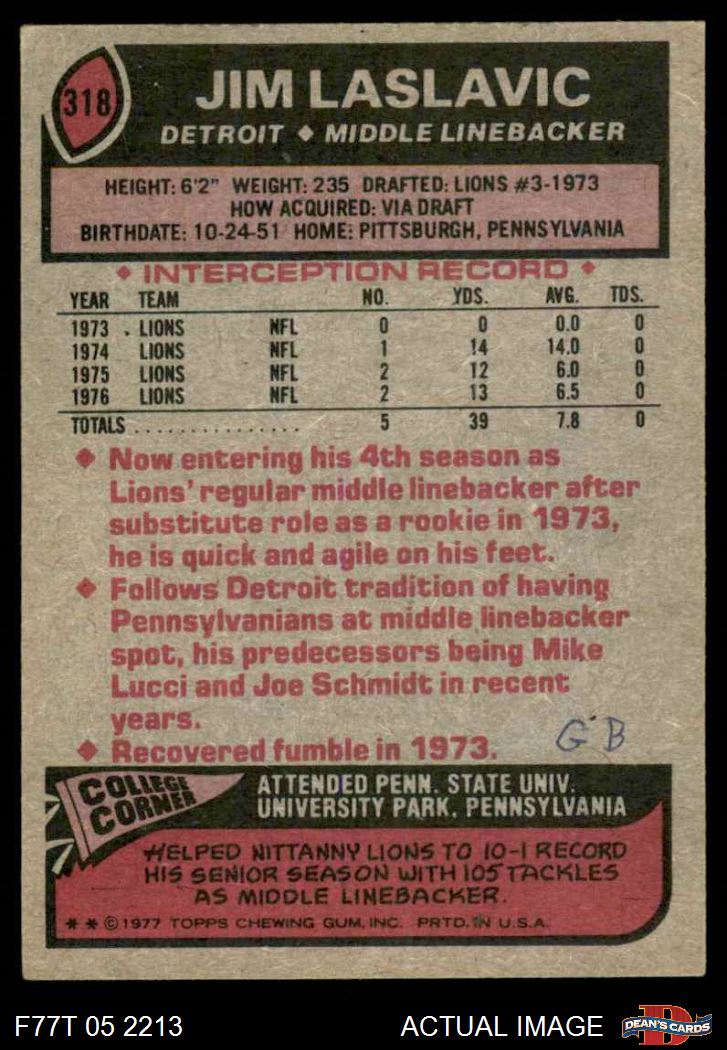 318
JIM LASLAVIC
DETROIT ◆ MIDDLE LINEBACKER
HEIGHT: 6'2" WEIGHT: 235 DRAFTED: LIONS #3-1973
HOW ACQUIRED: VIA DRAFT
BIRTHDATE: 10-24-51 HOME: PITTSBURGH, PENNSYLVANIA
◆ INTERCEPTION RECORD ◆
YEAR TEAM NO. YDS. AVG. TDS.
1973 LIONS NFL 0 0 0.0 0
1974 LIONS NFL 1 14 14.0 0
1975 LIONS NFL 2 12 6.0 0
1976 LIONS NFL 2 13 6.5 0
TOTALS . . . . . . . . . . . . . . . 5 39 7.8 0
◆ Now entering his 4th season as
Lions' regular middle linebacker after
substitute role as a rookie in 1973,
he is quick and agile on his feet.
◆ Follows Detroit tradition of having
Pennsylvanians at middle linebacker
spot, his predecessors being Mike
Lucci and Joe Schmidt in recent
years.
◆ Recovered fumble in 1973.
GB
COLLEGE
CORNER
ATTENDED PENN. STATE UNIV.
UNIVERSITY PARK, PENNSYLVANIA
HELPED NITTANNY LIONS TO 10-1 RECORD
HIS SENIOR SEASON WITH 105 TACKLES
AS MIDDLE LINEBACKER.
* * © 1977 TOPPS CHEWING GUM, INC. PRTD. IN U.S.A.
F77T 05 2213
ACTUAL IMAGE
D
DEAN'S CARDS